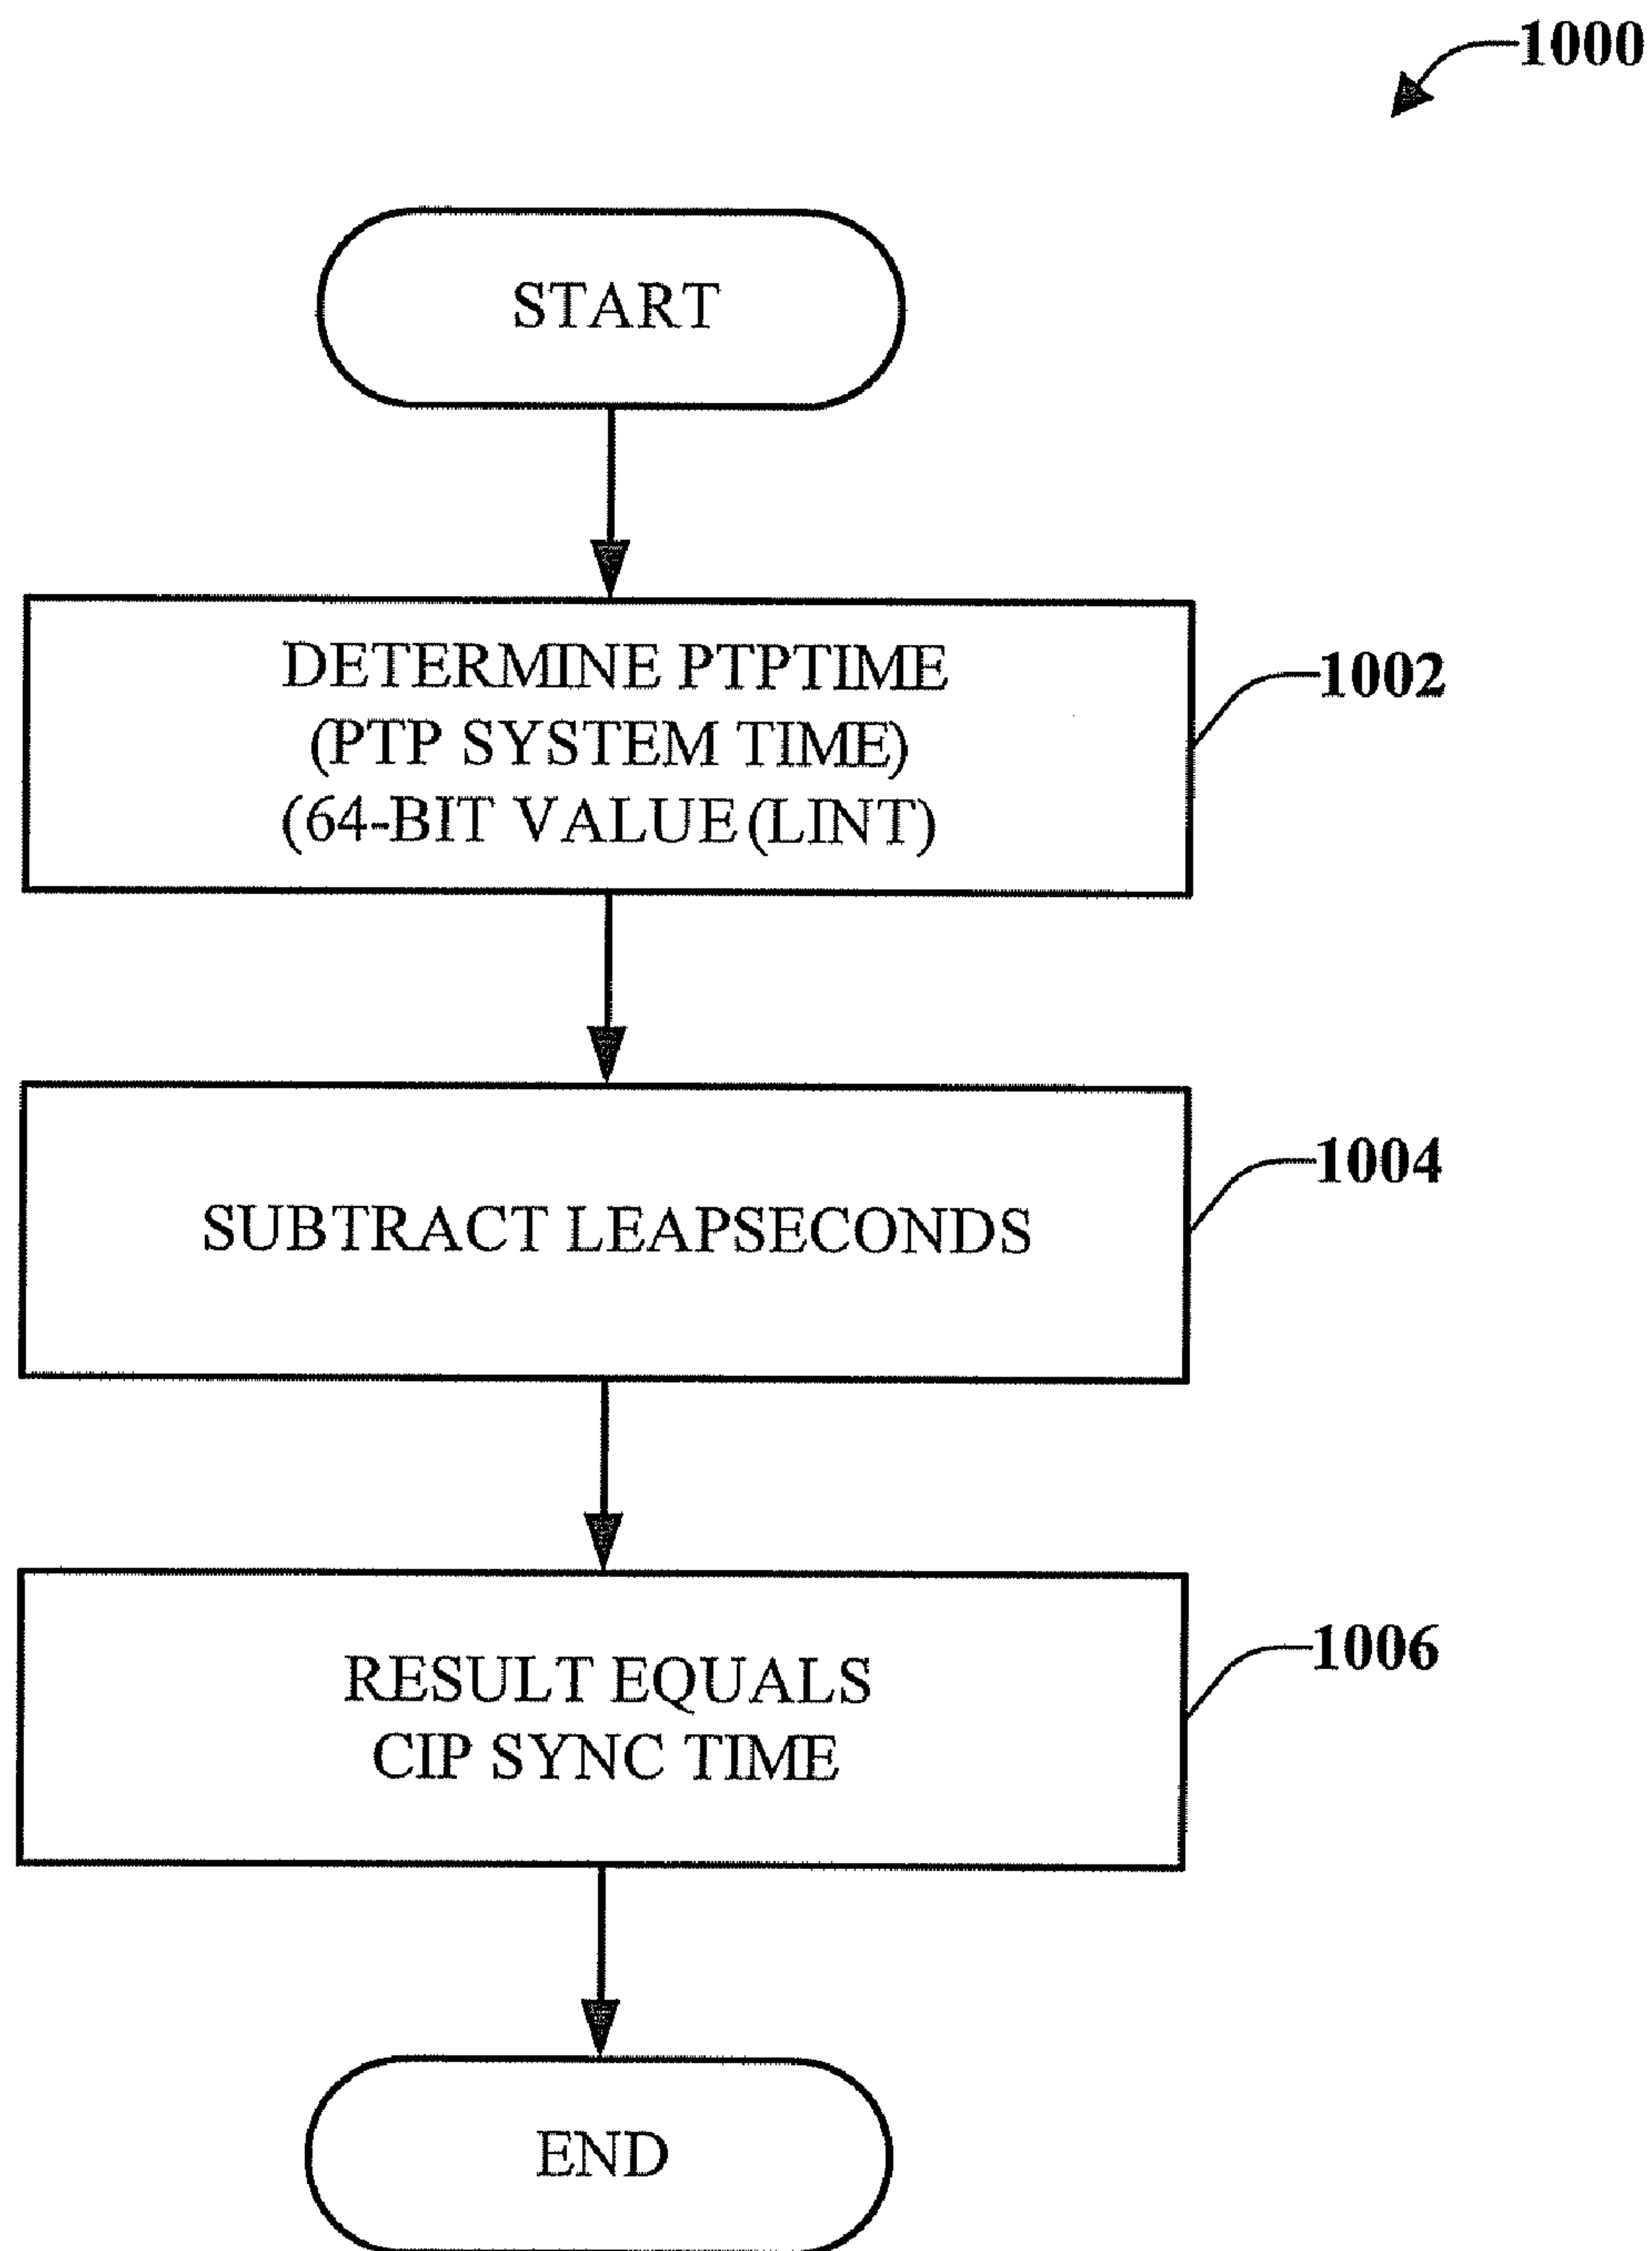 1000
START
DETERMINE PTPTIME
(PTP SYSTEM TIME)
(64-BIT VALUE (LINT)
1002
SUBTRACT LEAPSECONDS
1004
RESULT EQUALS
CIP SYNC TIME
1006
END